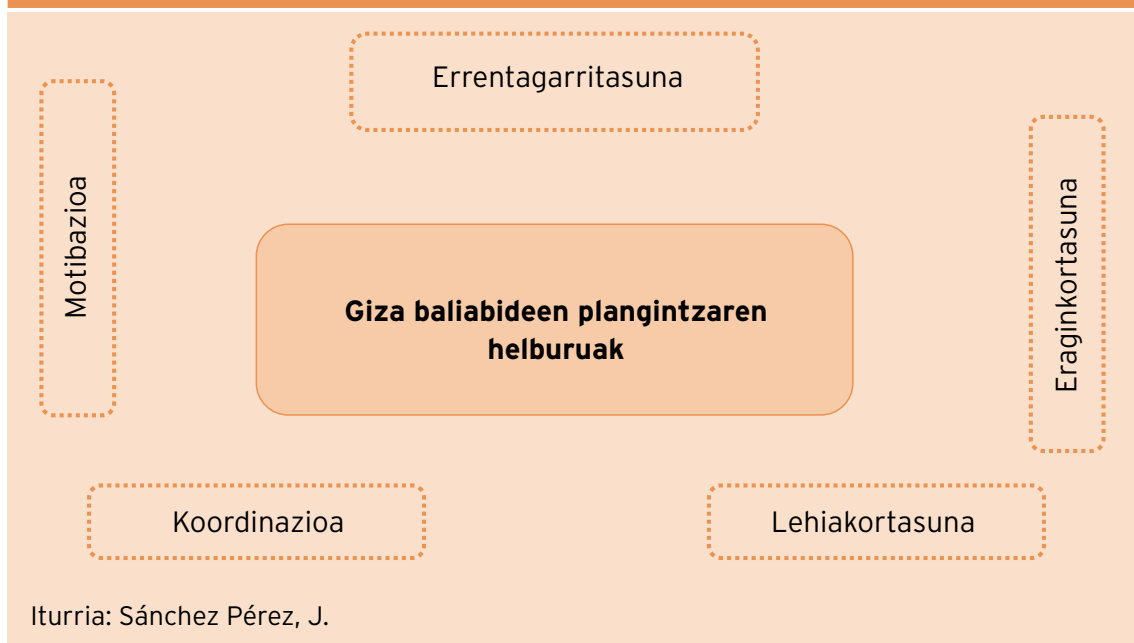 Errentagarritasuna
Motibazioa
Eraginkortasuna
Giza baliabideen plangintzaren
helburuak
Koordinazioa
Lehiakortasuna
Iturria: Sánchez Pérez, J.